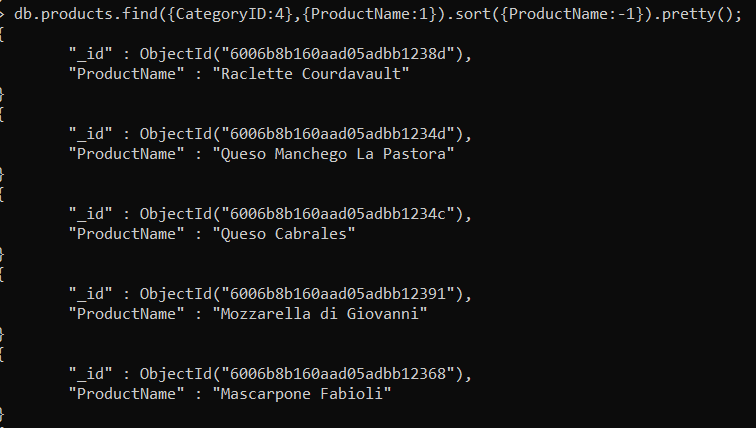 > db.products.find({CategoryID:4},{ProductName:1}).sort({ProductName:-1}).pretty();
{
"_id" : ObjectId("6006b8b160aad05adbb1238d"),
"ProductName" : "Raclette Courdavault"
}
{
"_id" : ObjectId("6006b8b160aad05adbb1234d"),
"ProductName" : "Queso Manchego La Pastora"
}
{
"_id" : ObjectId("6006b8b160aad05adbb1234c"),
"ProductName" : "Queso Cabrales"
}
{
"_id" : ObjectId("6006b8b160aad05adbb12391"),
"ProductName" : "Mozzarella di Giovanni"
}
{
"_id" : ObjectId("6006b8b160aad05adbb12368"),
"ProductName" : "Mascarpone Fabioli"
}